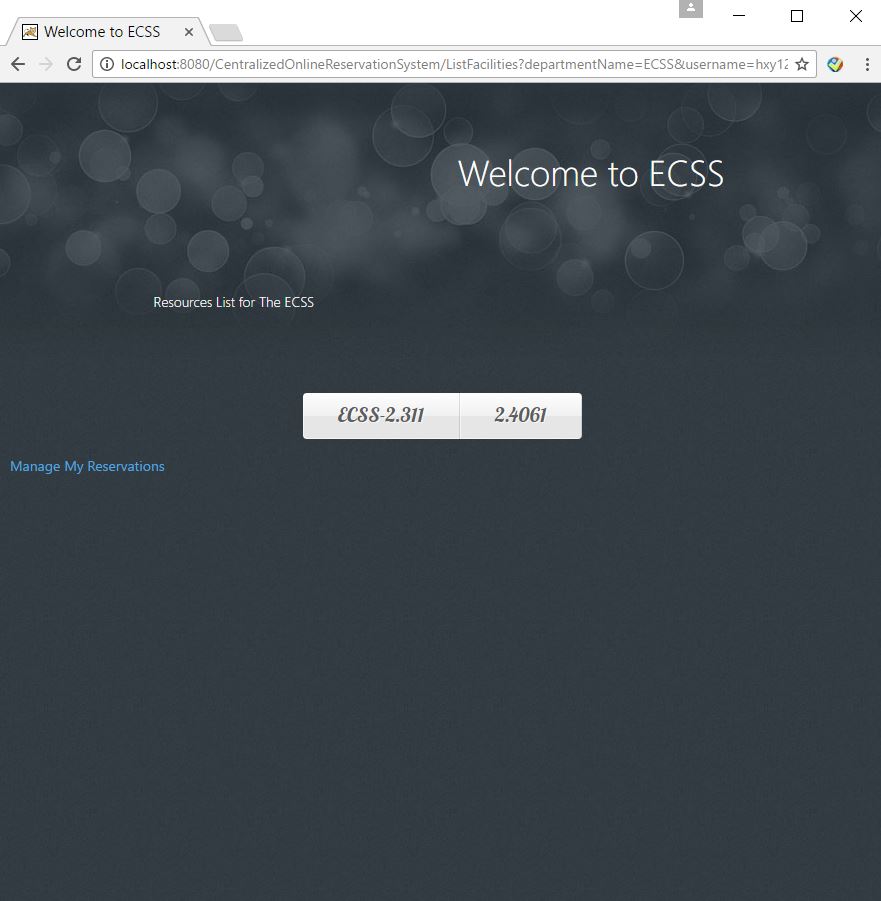 Welcome to ECSS
localhost:8080/CentralizedOnlineReservationSystem/ListFacilities?departmentName=ECSS&username=hxy12
Welcome to ECSS
Resources List for The ECSS
ECSS-2.311 2.4061
Manage My Reservations